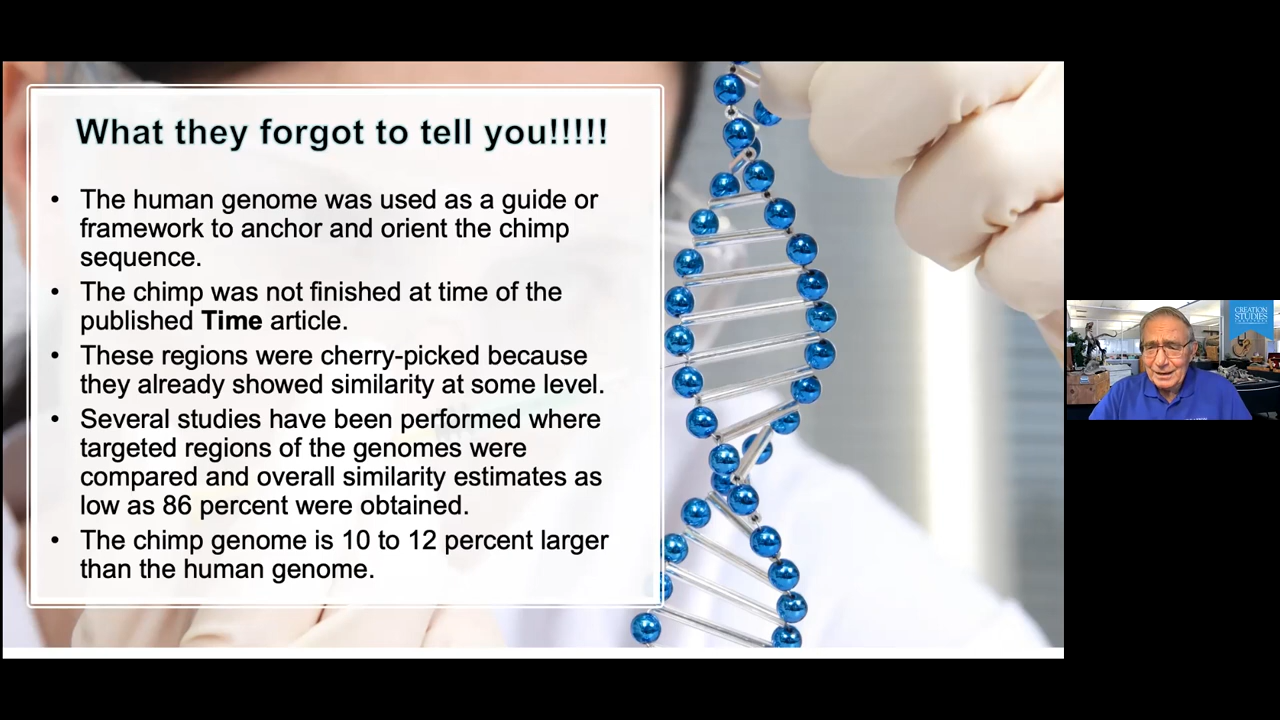 What they forgot to tell you!!!!!
• The human genome was used as a guide or
framework to anchor and orient the chimp
sequence.
• The chimp was not finished at time of the
published Time article.
• These regions were cherry-picked because
they already showed similarity at some level.
• Several studies have been performed where
targeted regions of the genomes were
compared and overall similarity estimates as
low as 86 percent were obtained.
• The chimp genome is 10 to 12 percent larger
than the human genome.
CREATION
STUDIES